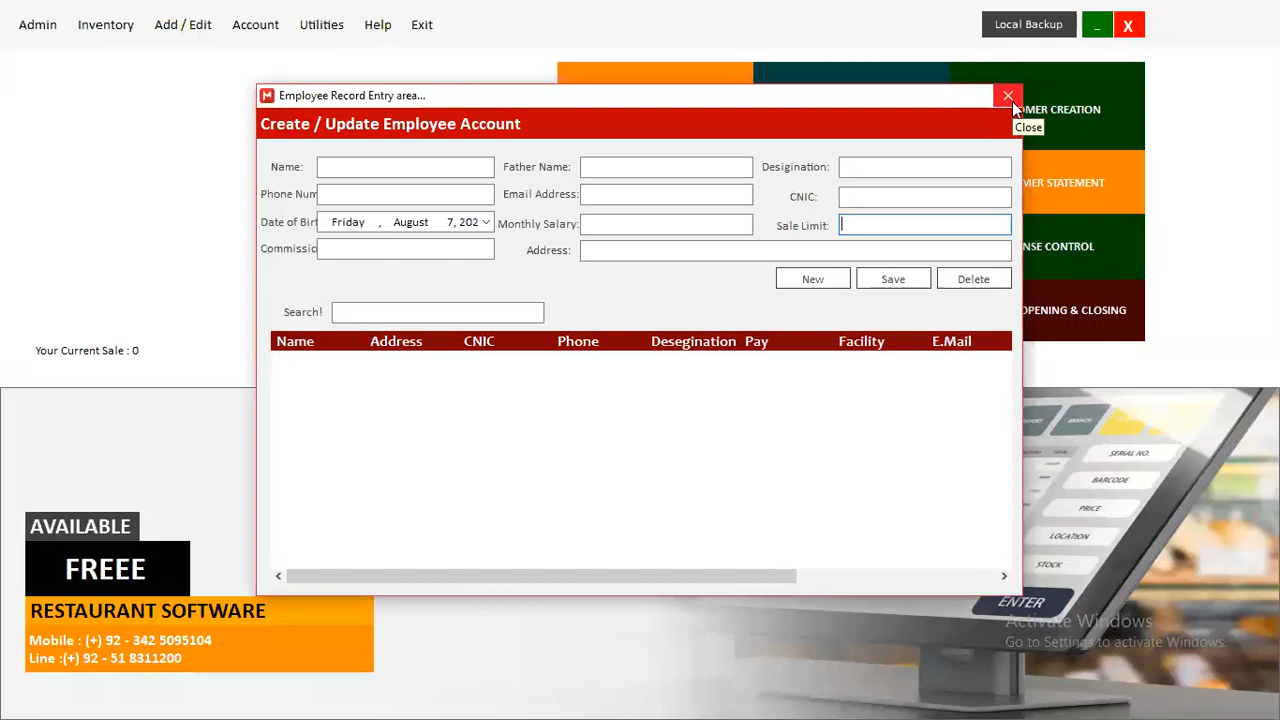 Admin Inventory Add / Edit Account Utilities Help Exit Local Backup _ X
Employee Record Entry area...
Close
Create / Update Employee Account
OMER CREATION
Name: Father Name: Desigination:
MER STATEMENT
Phone Num Email Address: CNIC:
Date of Birt Friday , August 7, 202 Monthly Salary: Sale Limit:
NSE CONTROL
Commissio Address:
New Save Delete
Search!
OPENING & CLOSING
Name Address CNIC Phone Desegination Pay Facility E.Mail
Your Current Sale : 0
SERIAL NO.
BARCODE
PRICE
LOCATION
STOCK
ENTER
AVAILABLE
FREEE
RESTAURANT SOFTWARE
Mobile : (+) 92 - 342 5095104
Line :(+) 92 - 51 8311200
Activate Windows
Go to Settings to activate Windows.